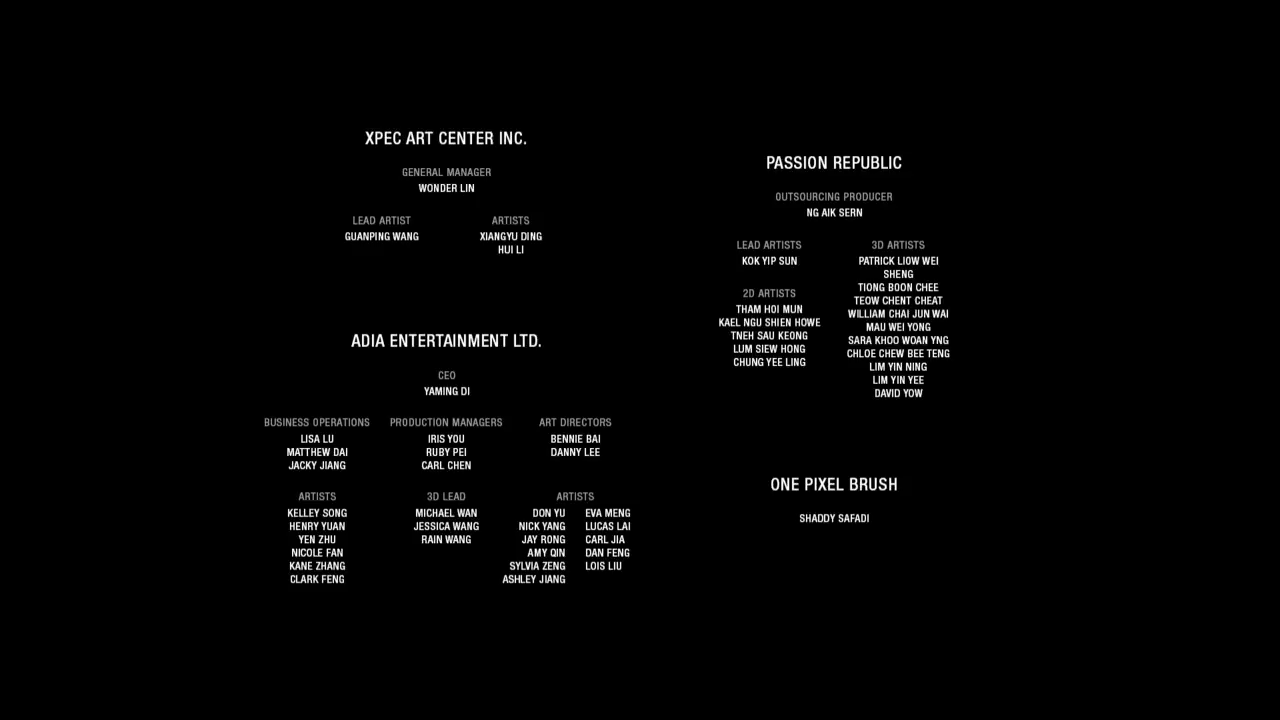 XPEC ART CENTER INC.
GENERAL MANAGER
WONDER LIN
LEAD ARTIST
GUANPING WANG
ARTISTS
XIANGYU DING
HUI LI
ADIA ENTERTAINMENT LTD.
CEO
YAMING DI
BUSINESS OPERATIONS
LISA LU
MATTHEW DAI
JACKY JIANG
PRODUCTION MANAGERS
IRIS YOU
RUBY PEI
CARL CHEN
ART DIRECTORS
BENNIE BAI
DANNY LEE
ARTISTS
KELLEY SONG
HENRY YUAN
YEN ZHU
NICOLE FAN
KANE ZHANG
CLARK FENG
3D LEAD
MICHAEL WAN
JESSICA WANG
RAIN WANG
ARTISTS
DON YU
NICK YANG
JAY RONG
AMY QIN
SYLVIA ZENG
ASHLEY JIANG
EVA MENG
LUCAS LAI
CARL JIA
DAN FENG
LOIS LIU
PASSION REPUBLIC
OUTSOURCING PRODUCER
NG AIK SERN
LEAD ARTISTS
KOK YIP SUN
2D ARTISTS
THAM HOI MUN
KAEL NGU SHIEN HOWE
TNEH SAU KEONG
LUM SIEW HONG
CHUNG YEE LING
3D ARTISTS
PATRICK LIOW WEI
SHENG
TIONG BOON CHEE
TEOW CHENT CHEAT
WILLIAM CHAI JUN WAI
MAU WEI YONG
SARA KHOO WOAN YNG
CHLOE CHEW BEE TENG
LIM YIN NING
LIM YIN YEE
DAVID YOW
ONE PIXEL BRUSH
SHADDY SAFADI